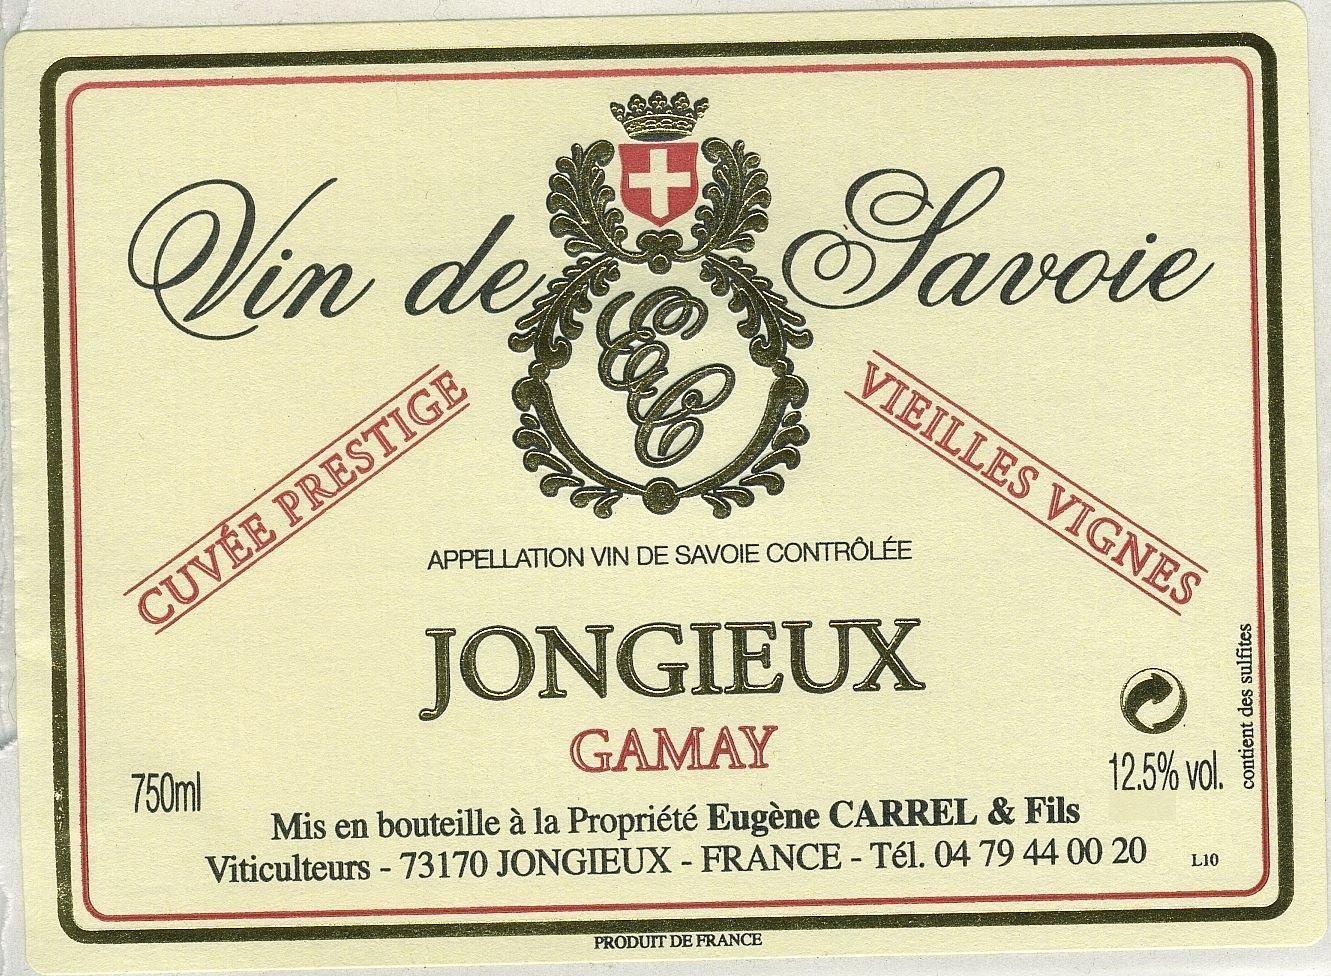 Vin de Savoie
CUVÉE PRESTIGE
VIEILLES VIGNES
APPELLATION VIN DE SAVOIE CONTRÔLÉE
JONGIEUX
GAMAY
750ml
12.5% vol.
contient des sulfites
Mis en bouteille à la Propriété Eugène CARREL & Fils
Viticulteurs - 73170 JONGIEUX - FRANCE - Tél. 04 79 44 00 20
L10
PRODUIT DE FRANCE